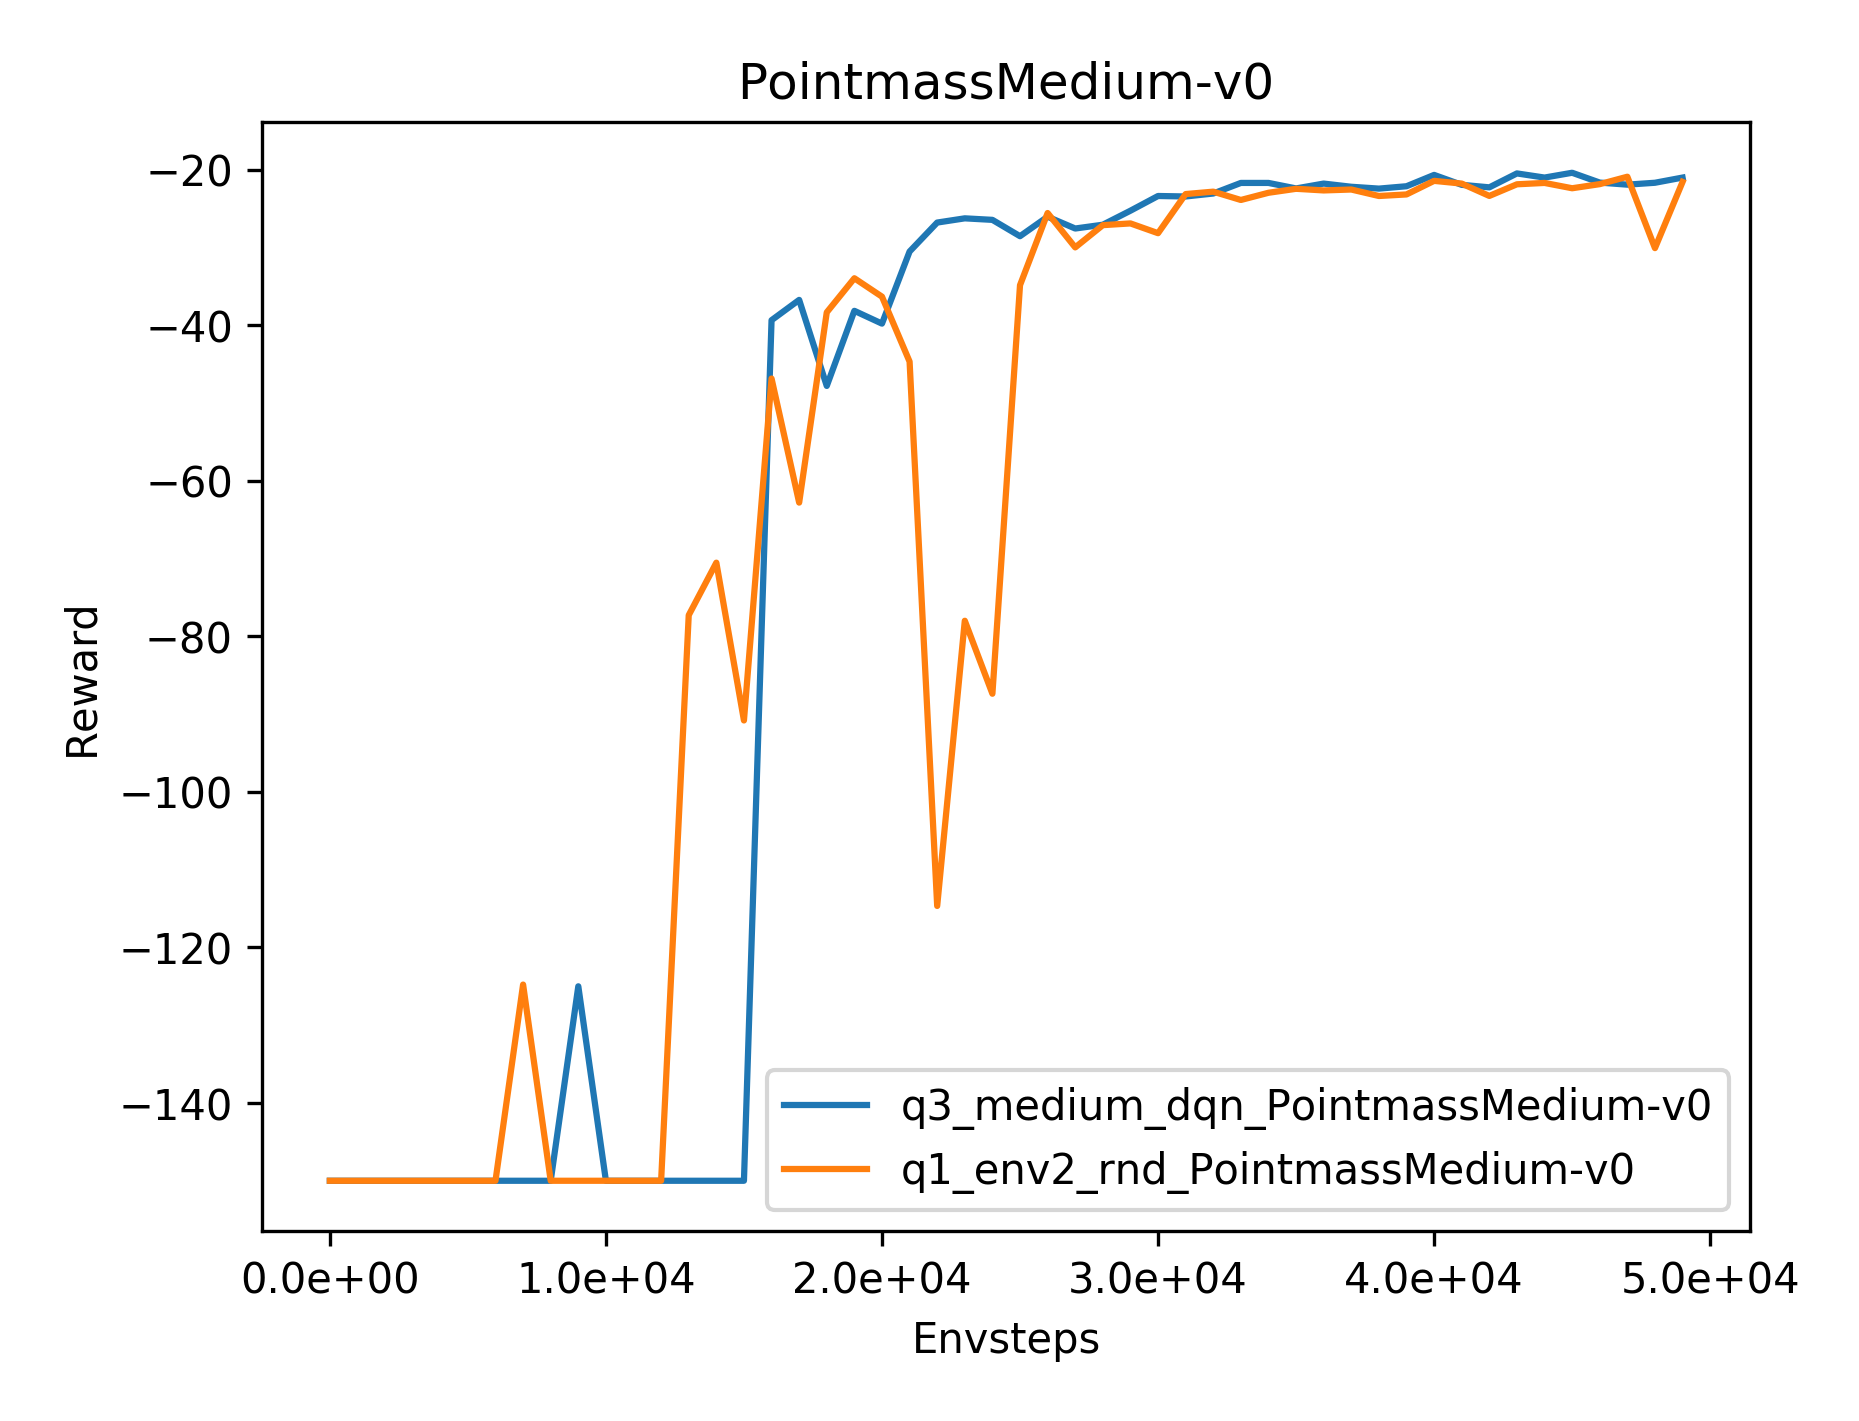 PointmassMedium-v0
−20
−40
−60
−80
−100
−120
−140
Reward
q3_medium_dqn_PointmassMedium-v0
q1_env2_rnd_PointmassMedium-v0
0.0e+00 1.0e+04 2.0e+04 3.0e+04 4.0e+04 5.0e+04
Envsteps